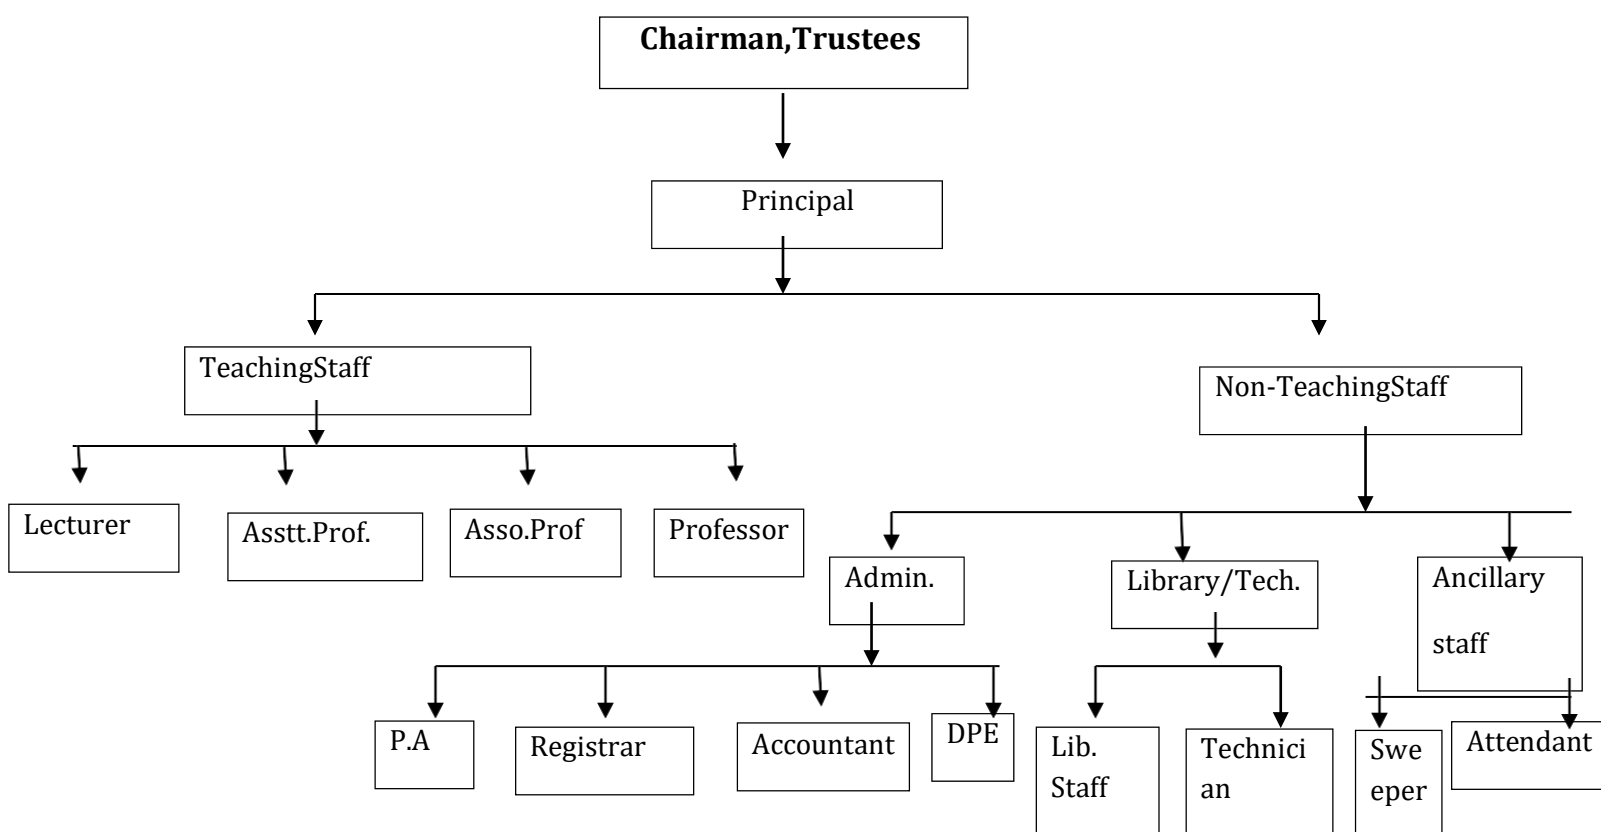 Chairman,Trustees
Principal
TeachingStaff
Non-TeachingStaff
Lecturer
Asstt.Prof.
Asso.Prof
Professor
Admin.
Library/Tech.
Ancillary
staff
P.A
Registrar
Accountant
DPE
Lib.
Staff
Technici
an
Swe
eper
Attendant